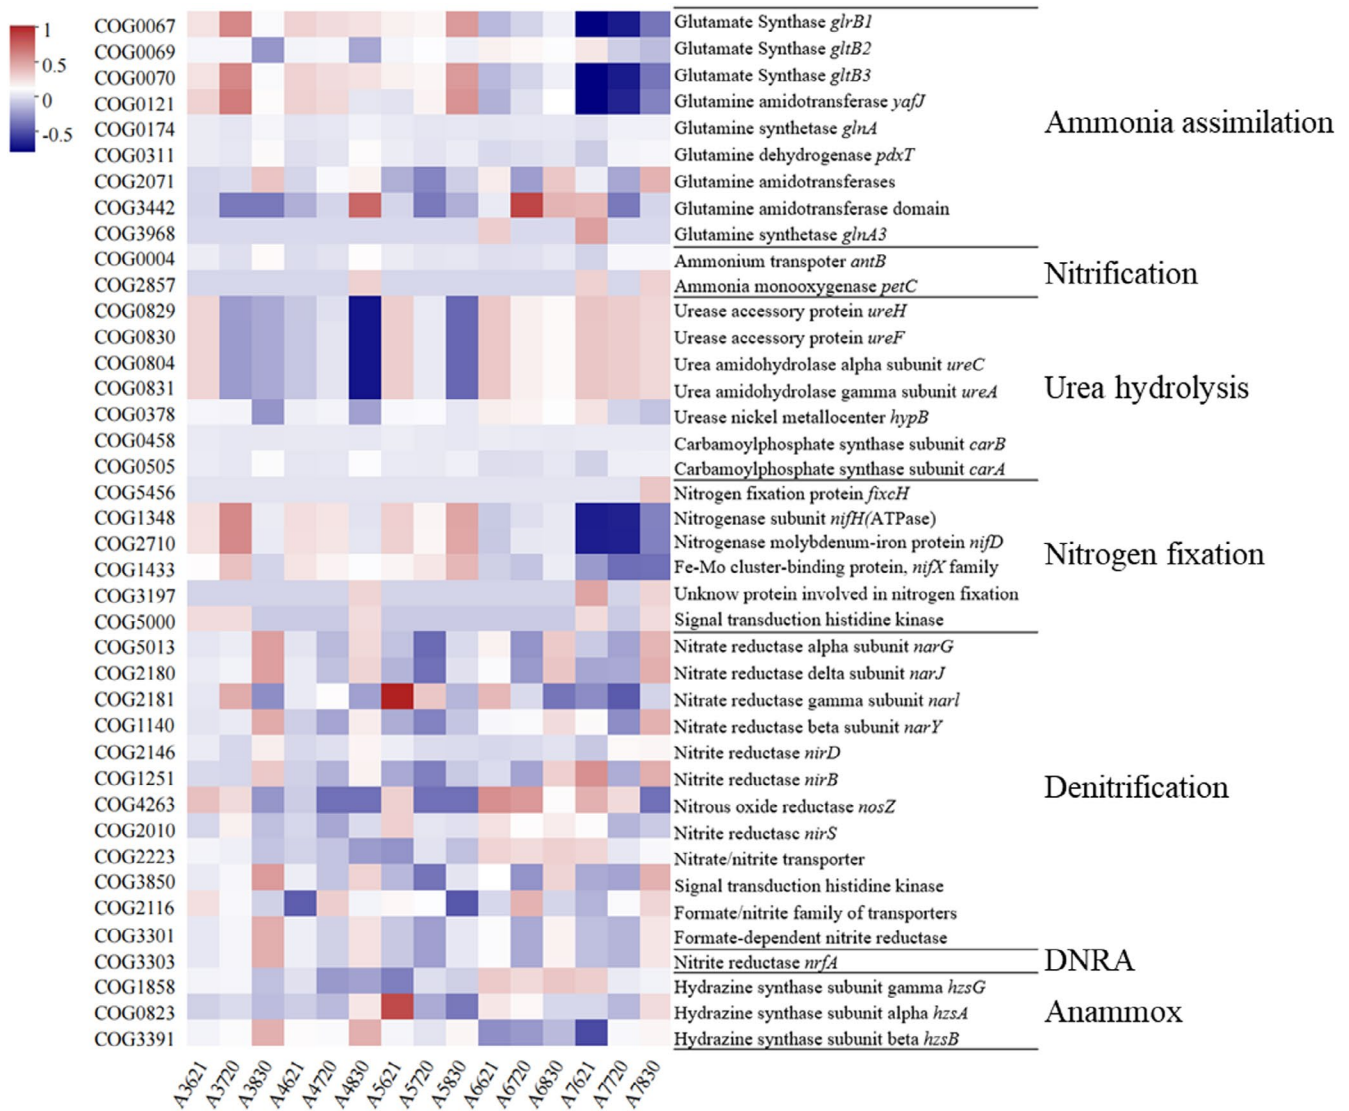 1
0.5
0
-0.5
COG0067 Glutamate Synthase glrB1
COG0069 Glutamate Synthase gltB2
COG0070 Glutamate Synthase gltB3
COG0121 Glutamine amidotransferase yafJ
Ammonia assimilation
COG0174 Glutamine synthetase glnA
COG0311 Glutamine dehydrogenase pdxT
COG2071 Glutamine amidotransferases
COG3442 Glutamine amidotransferase domain
COG3968 Glutamine synthetase glnA3
COG0004 Ammonium transpoter antB
Nitrification
COG2857 Ammonia monooxygenase petC
COG0829 Urease accessory protein ureH
COG0830 Urease accessory protein ureF
COG0804 Urea amidohydrolase alpha subunit ureC
COG0831 Urea amidohydrolase gamma subunit ureA
Urea hydrolysis
COG0378 Urease nickel metallocenter hypB
COG0458 Carbamoylphosphate synthase subunit carB
COG0505 Carbamoylphosphate synthase subunit carA
COG5456 Nitrogen fixation protein fixcH
COG1348 Nitrogenase subunit nifH(ATPase)
COG2710 Nitrogenase molybdenum-iron protein nifD
Nitrogen fixation
COG1433 Fe-Mo cluster-binding protein, nifX family
COG3197 Unknow protein involved in nitrogen fixation
COG5000 Signal transduction histidine kinase
COG5013 Nitrate reductase alpha subunit narG
COG2180 Nitrate reductase delta subunit narJ
COG2181 Nitrate reductase gamma subunit narl
COG1140 Nitrate reductase beta subunit narY
COG2146 Nitrite reductase nirD
COG1251 Nitrite reductase nirB
Denitrification
COG4263 Nitrous oxide reductase nosZ
COG2010 Nitrite reductasc nirS
COG2223 Nitrate/nitrite transporter
COG3850 Signal transduction histidine kinase
COG2116 Formate/nitrite family of transporters
COG3301 Formate-dependent nitrite reductase
COG3303 Nitrite reductase nrfA
DNRA
COG1858 Hydrazine synthase subunit gamma hzsG
COG0823 Hydrazine synthase subunit alpha hzsA
Anammox
COG3391 Hydrazine synthase subunit beta hzsB
A3621 A3720 A3830 A4621 A4720 A4830 A5621 A5720 A5830 A6621 A6720 A6830 A7621 A7720 A7830